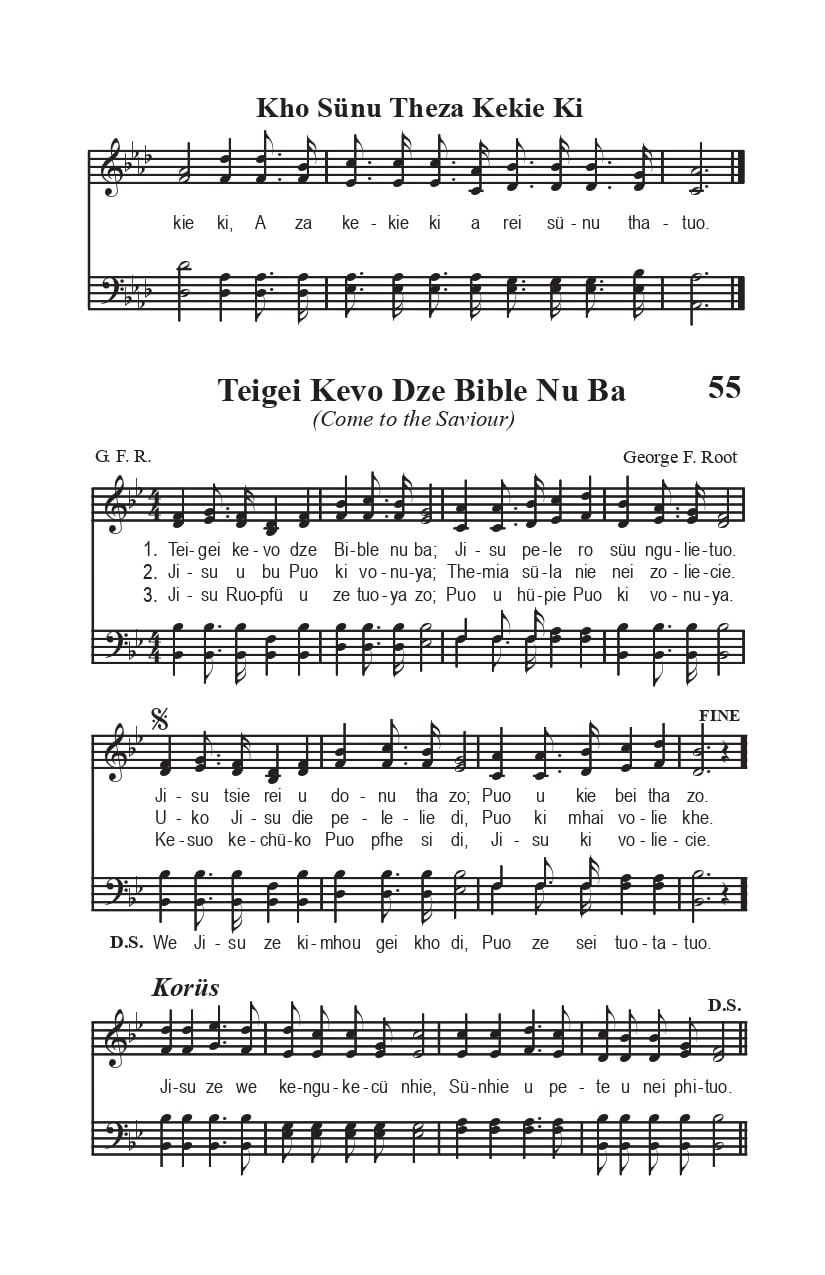 Kho Sünu Theza Kekie Ki
kie ki, A za ke - kie ki a rei sü - nu tha - tuo.
Teigei Kevo Dze Bible Nu Ba 55
(Come to the Saviour)
G. F. R. George F. Root
1. Tei - gei ke - vo dze Bi - ble nu ba; Ji - su pe - le ro süu ngu - lie - tuo.
2. Ji - su u bu Puo ki vo - nu - ya; The - mia sü - la nie nei zo - lie - cie.
3. Ji - su Ruo - pfü u ze tuo - ya zo; Puo u hü - pie Puo ki vo - nu - ya.
FINE
Ji - su tsie rei u do - nu tha zo; Puo u kie bei tha zo.
U - ko Ji - su die pe - le - lie di, Puo ki mhai vo - lie khe.
Ke - suo ke - chü - ko Puo pfhe si di, Ji - su ki vo - lie - cie.
D.S. We Ji - su ze ki - mhou gei kho di, Puo ze sei tuo - ta - tuo.
Korüs
D.S.
Ji - su ze we ke - ngu - ke - cü nhie, Sü - nhie u pe - te u nei phi - tuo.